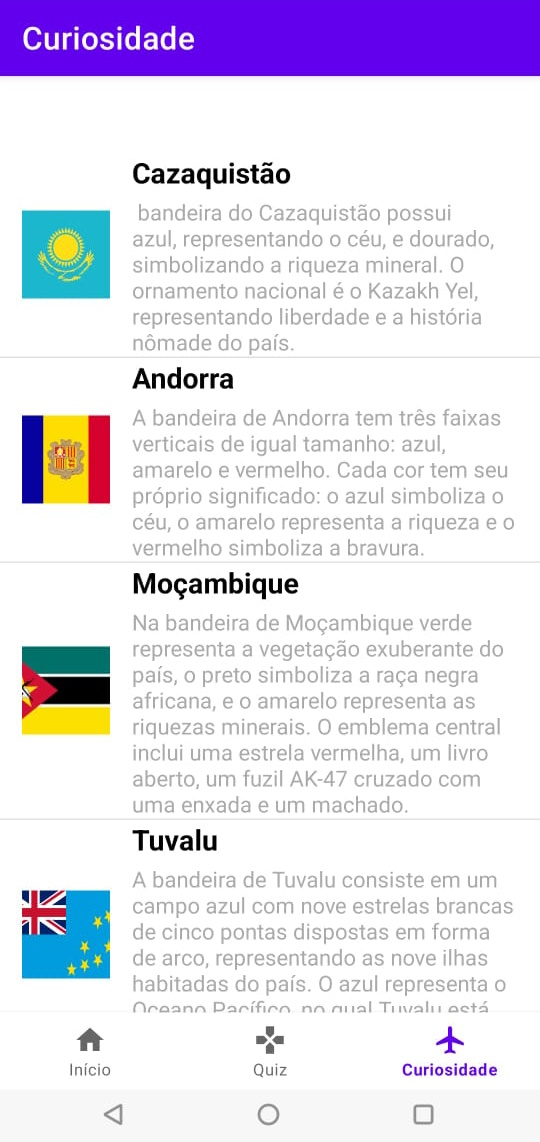 Curiosidade
Cazaquistão
bandeira do Cazaquistão possui
azul, representando o céu, e dourado,
simbolizando a riqueza mineral. O
ornamento nacional é o Kazakh Yel,
representando liberdade e a história
nômade do país.
Andorra
A bandeira de Andorra tem três faixas
verticais de igual tamanho: azul,
amarelo e vermelho. Cada cor tem seu
próprio significado: o azul simboliza o
céu, o amarelo representa a riqueza e o
vermelho simboliza a bravura.
Moçambique
Na bandeira de Moçambique verde
representa a vegetação exuberante do
país, o preto simboliza a raça negra
africana, e o amarelo representa as
riquezas minerais. O emblema central
inclui uma estrela vermelha, um livro
aberto, um fuzil AK-47 cruzado com
uma enxada e um machado.
Tuvalu
A bandeira de Tuvalu consiste em um
campo azul com nove estrelas brancas
de cinco pontas dispostas em forma
de arco, representando as nove ilhas
habitadas do país. O azul representa o
Oceano Pacífico, no qual Tuvalu está
Início
Quiz
Curiosidade